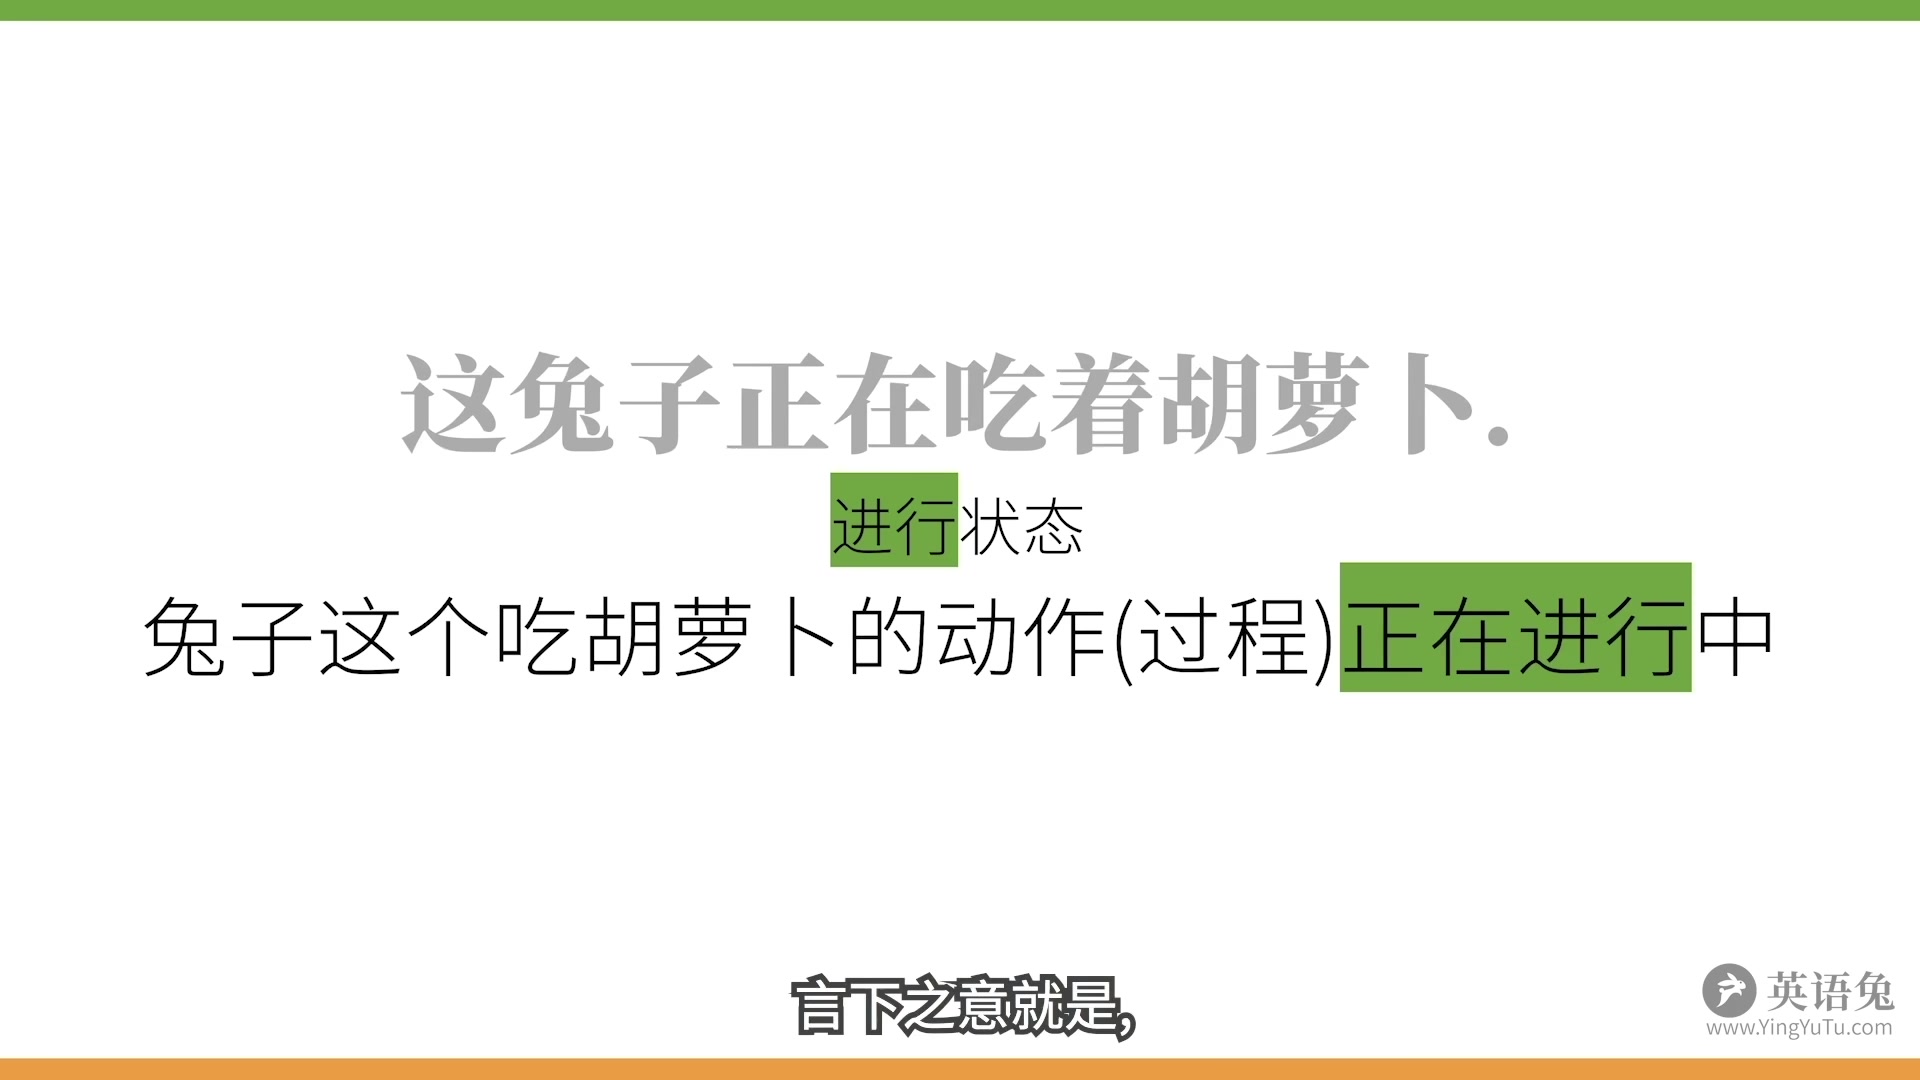 这兔子正在吃着胡萝卜.
进行状态
兔子这个吃胡萝卜的动作(过程)正在进行中
言下之意就是,
英语兔
www.YingYuTu.com